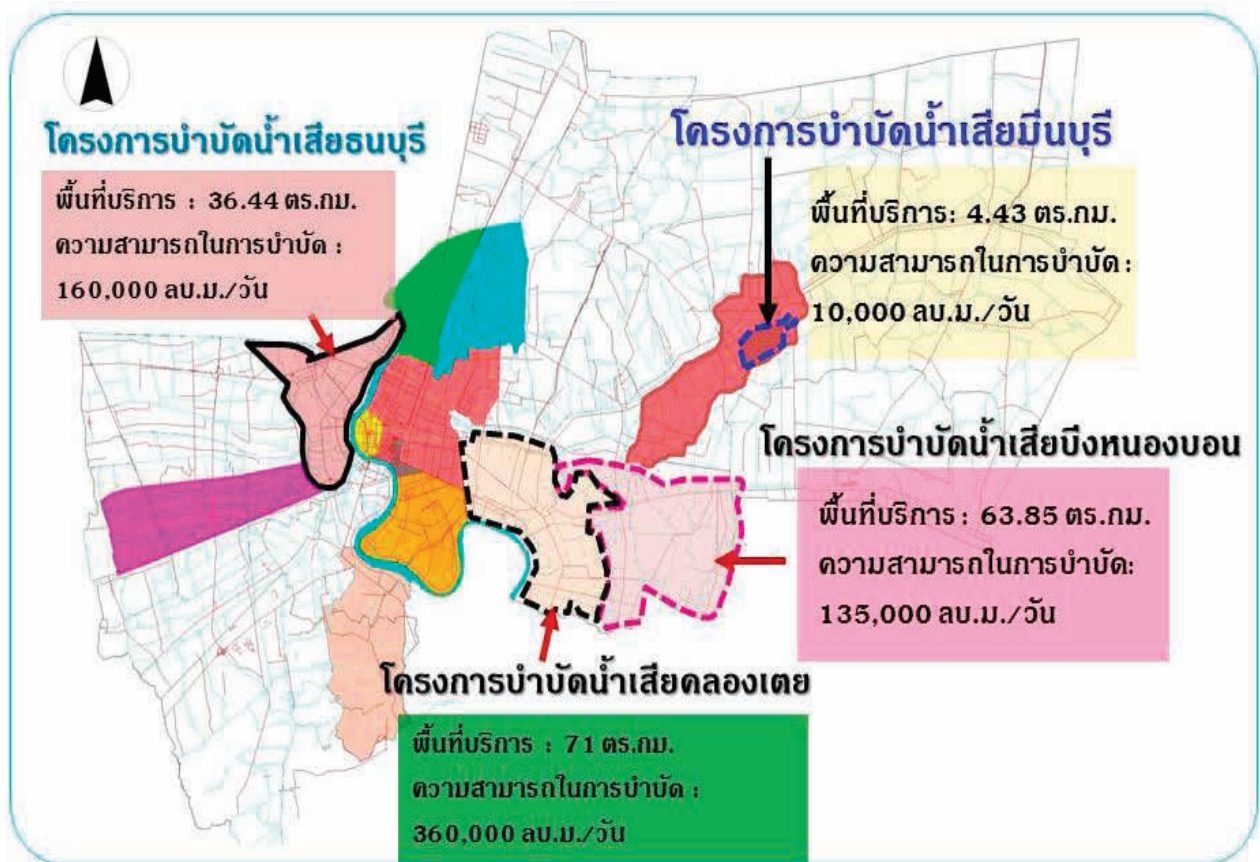 โครงการบำบัดน้ำเสียธนบุรี
พื้นที่บริการ : 36.44 ตร.กม.
ความสามารถในการบำบัด :
160,000 ลบ.ม./วัน
โครงการบำบัดน้ำเสียมีนบุรี
พื้นที่บริการ: 4.43 ตร.กม.
ความสามารถในการบำบัด :
10,000 ลบ.ม./วัน
โครงการบำบัดน้ำเสียบึงหนองบอน
พื้นที่บริการ : 63.85 ตร.กม.
ความสามารถในการบำบัด:
135,000 ลบ.ม./วัน
โครงการบำบัดน้ำเสียคลองเตย
พื้นที่บริการ : 71 ตร.กม.
ความสามารถในการบำบัด :
360,000 ลบ.ม./วัน